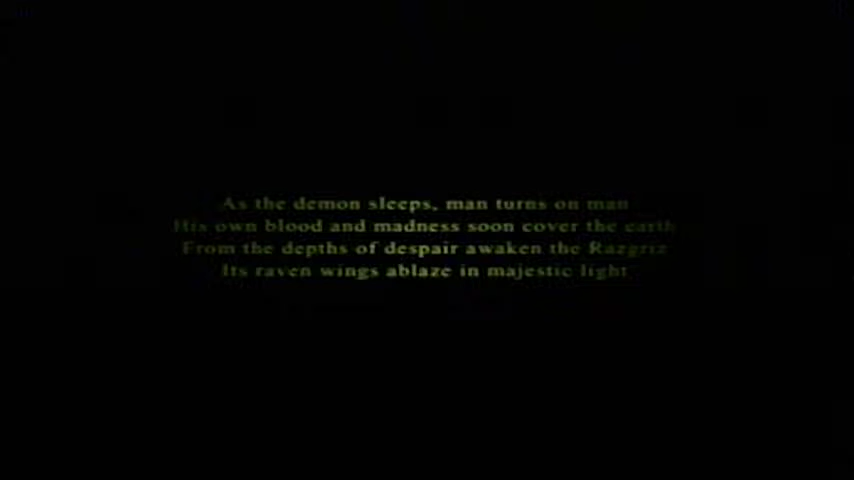 As the demon sleeps, man turns on man
His own blood and madness soon cover the earth
From the depths of despair awaken the Razgriz
Its raven wings ablaze in majestic light